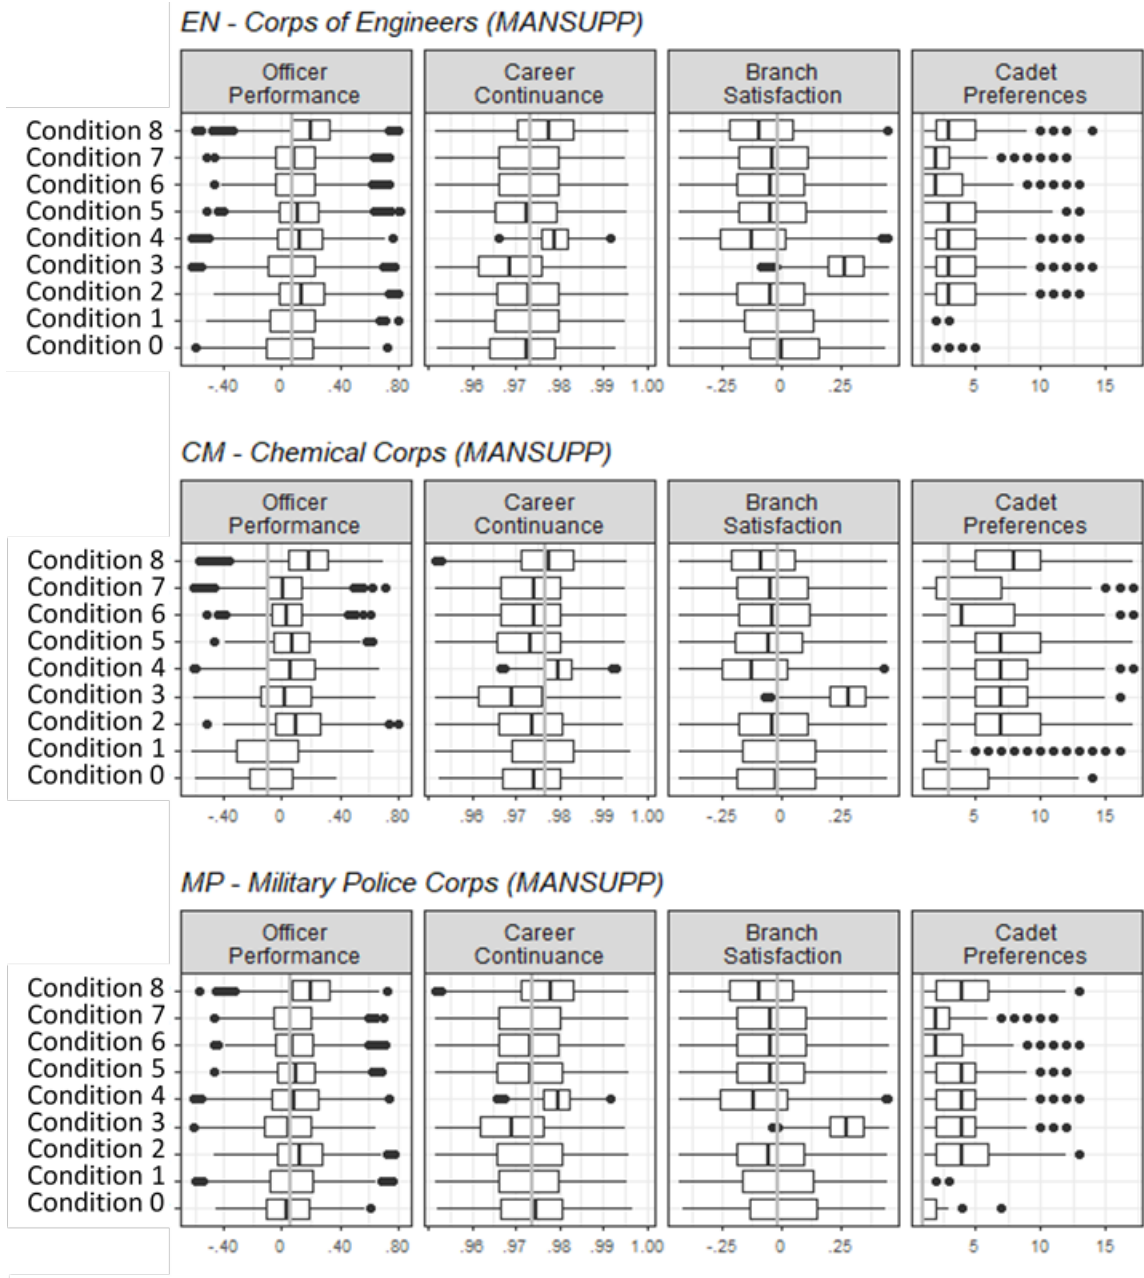 EN - Corps of Engineers (MANSUPP)
Officer Performance
Career Continuance
Branch Satisfaction
Cadet Preferences
Condition 8
Condition 7
Condition 6
Condition 5
Condition 4
Condition 3
Condition 2
Condition 1
Condition 0
-.40 0 .40 .80 .96 .97 .98 .99 1.00 -.25 0 .25 5 10 15
CM - Chemical Corps (MANSUPP)
Officer Performance
Career Continuance
Branch Satisfaction
Cadet Preferences
Condition 8
Condition 7
Condition 6
Condition 5
Condition 4
Condition 3
Condition 2
Condition 1
Condition 0
-.40 0 .40 .80 .96 .97 .98 .99 1.00 -.25 0 .25 5 10 15
MP - Military Police Corps (MANSUPP)
Officer Performance
Career Continuance
Branch Satisfaction
Cadet Preferences
Condition 8
Condition 7
Condition 6
Condition 5
Condition 4
Condition 3
Condition 2
Condition 1
Condition 0
-.40 0 .40 .80 .96 .97 .98 .99 1.00 -.25 0 .25 5 10 15